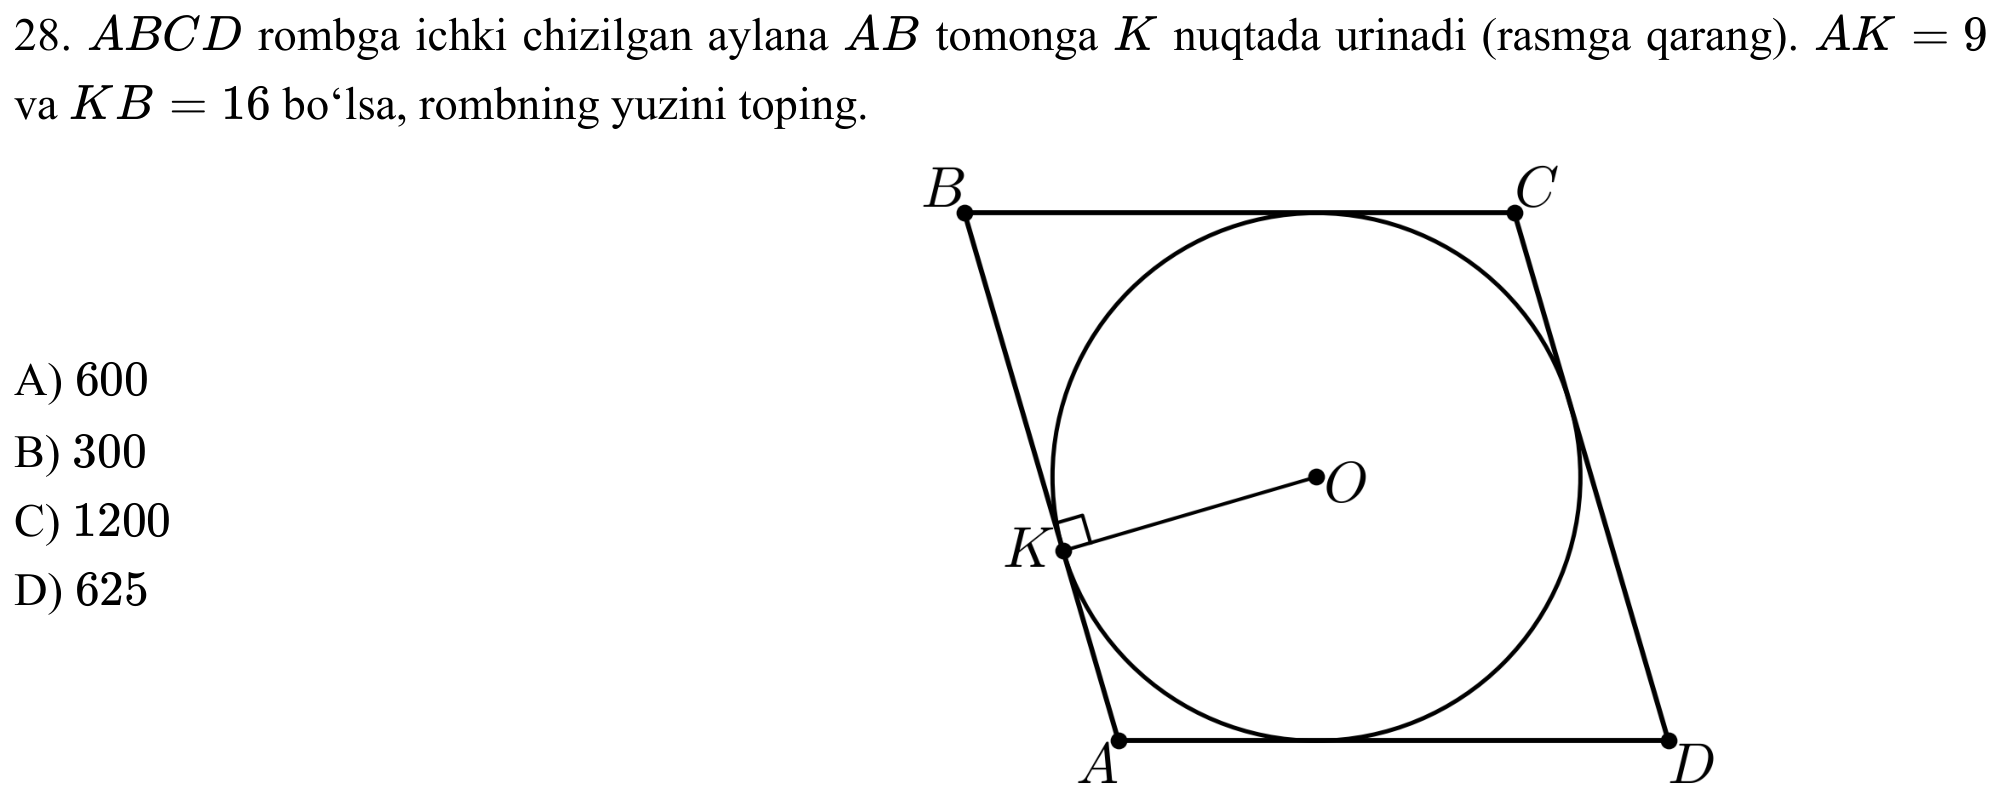 28. ABCD rombga ichki chizilgan aylana AB tomonga K nuqtada urinadi (rasmga qarang). AK = 9
va KB = 16 bo‘lsa, rombning yuzini toping.
B
C
A) 600
B) 300
O
C) 1200
K
D) 625
A
D